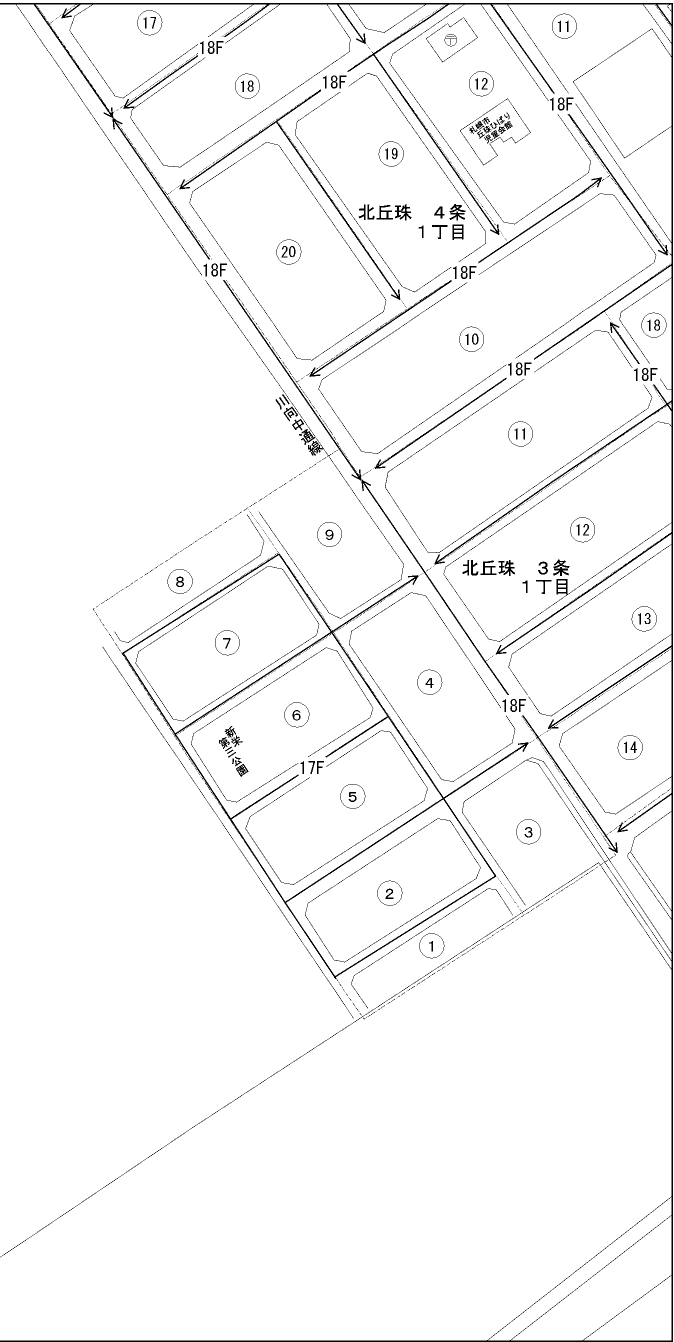 ⑰
⑪
18F
⑱
18F
⑫
18F
札幌市
丘珠ひばり
児童会館
⑲
北丘珠　４条
１丁目
⑳
18F
18F
⑩
⑱
18F
18F
川向中通線
⑪
⑨
⑫
⑧
北丘珠　３条
１丁目
⑦
⑬
④
⑥
18F
新栄
第三公園
⑭
17F
⑤
③
②
①